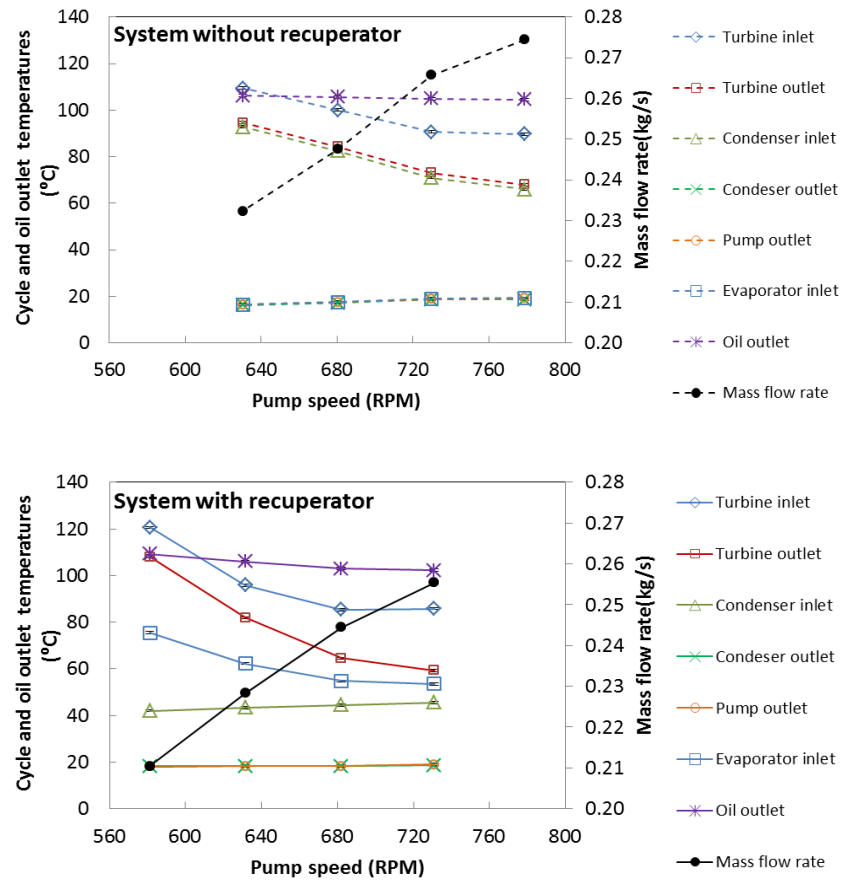 System without recuperator
Cycle and oil outlet temperatures
(ºC)
140
120
100
80
60
40
20
0
560
600
640
680
720
760
800
Pump speed (RPM)
0.28
0.27
0.26
0.25
0.24
0.23
0.22
0.21
0.20
Mass flow rate(kg/s)
Turbine inlet
Turbine outlet
Condenser inlet
Condeser outlet
Pump outlet
Evaporator inlet
Oil outlet
Mass flow rate
System with recuperator
Cycle and oil outlet temperatures
(ºC)
140
120
100
80
60
40
20
0
560
600
640
680
720
760
800
Pump speed (RPM)
0.28
0.27
0.26
0.25
0.24
0.23
0.22
0.21
0.20
Mass flow rate(kg/s)
Turbine inlet
Turbine outlet
Condenser inlet
Condeser outlet
Pump outlet
Evaporator inlet
Oil outlet
Mass flow rate